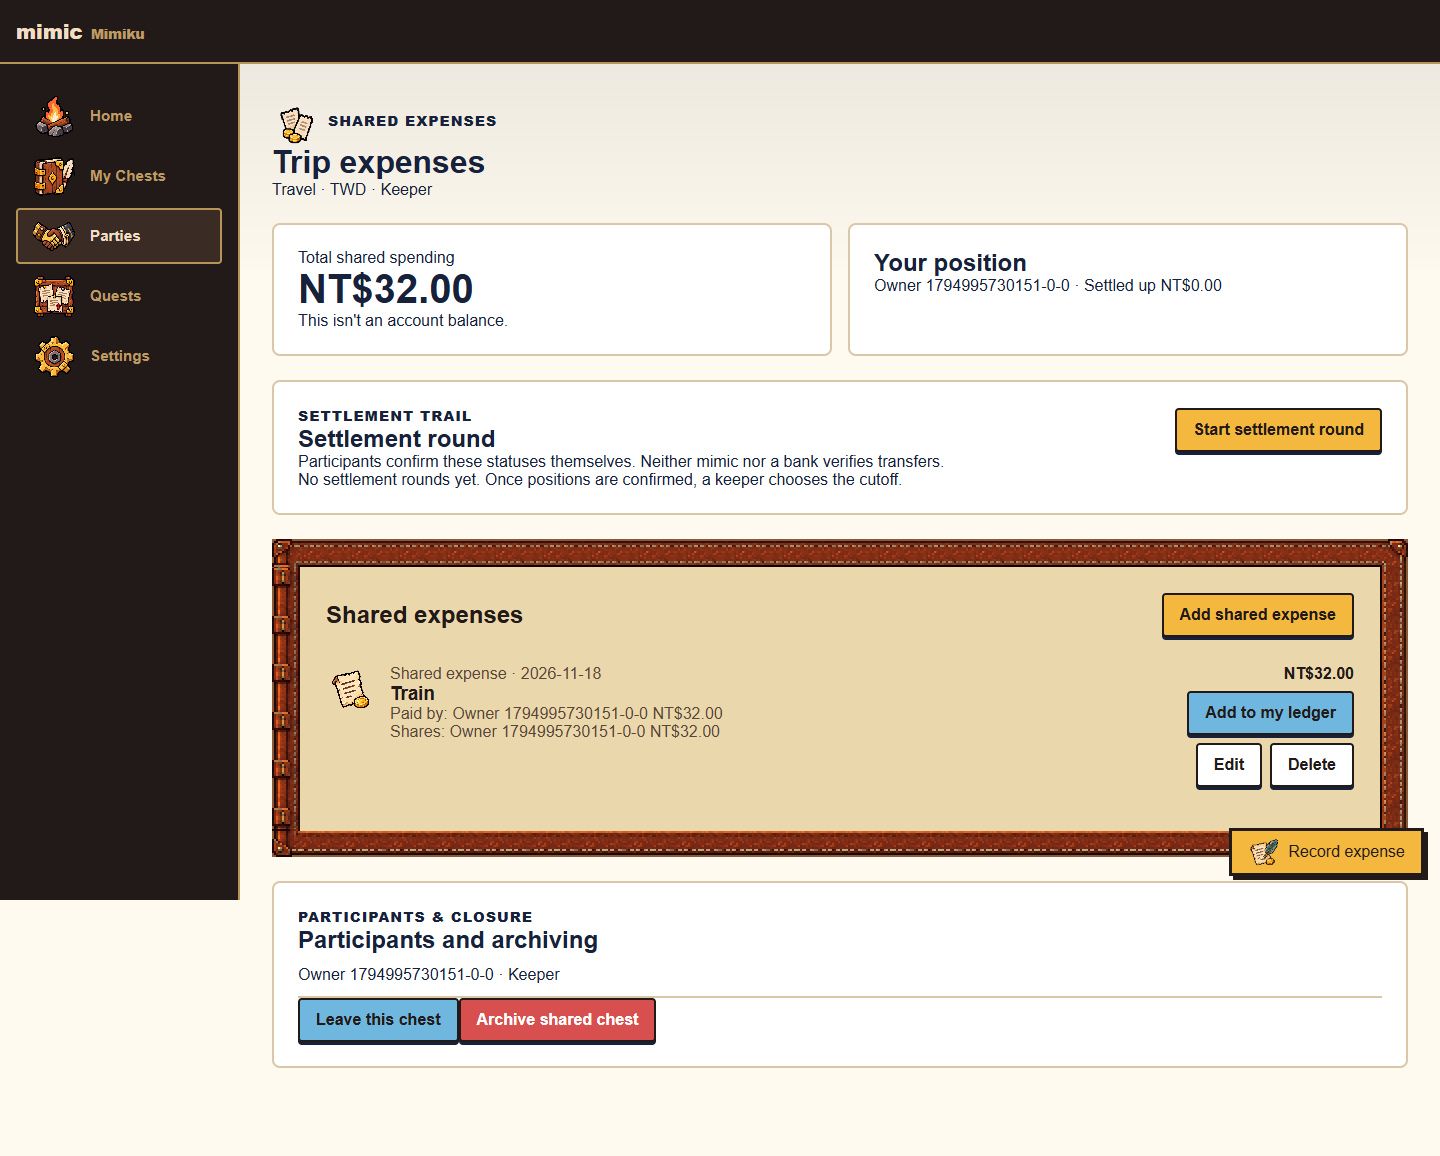 mimic Mimiku
Home
My Chests
Parties
Quests
Settings
SHARED EXPENSES
Trip expenses
Travel · TWD · Keeper
Total shared spending
NT$32.00
This isn't an account balance.
Your position
Owner 1794995730151-0-0 · Settled up NT$0.00
SETTLEMENT TRAIL
Settlement round
Participants confirm these statuses themselves. Neither mimic nor a bank verifies transfers.
No settlement rounds yet. Once positions are confirmed, a keeper chooses the cutoff.
Start settlement round
Shared expenses
Add shared expense
Shared expense · 2026-11-18
Train
Paid by: Owner 1794995730151-0-0 NT$32.00
Shares: Owner 1794995730151-0-0 NT$32.00
NT$32.00
Add to my ledger
Edit
Delete
Record expense
PARTICIPANTS & CLOSURE
Participants and archiving
Owner 1794995730151-0-0 · Keeper
Leave this chest
Archive shared chest